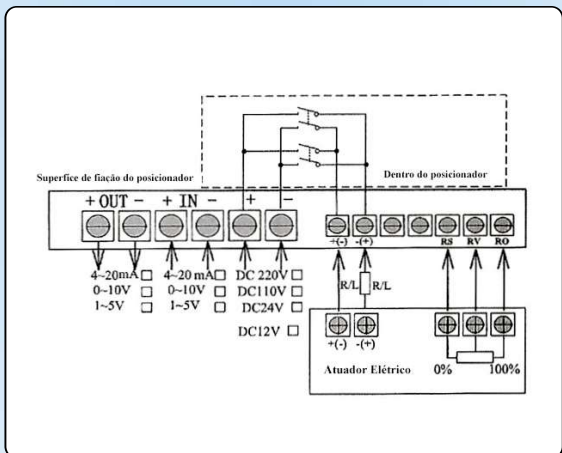 Superfice de fiação do posicionador
Dentro do posicionador
+ OUT - + IN - + -
+(-) -(+) RS RV RO
4~20mA 4~20mA DC 220V
0~10V 0~10V DC110V
1~5V 1~5V DC24V
DC12V
R/L R/L
+(-) -(+)
Atuador Elétrico 0% 100%